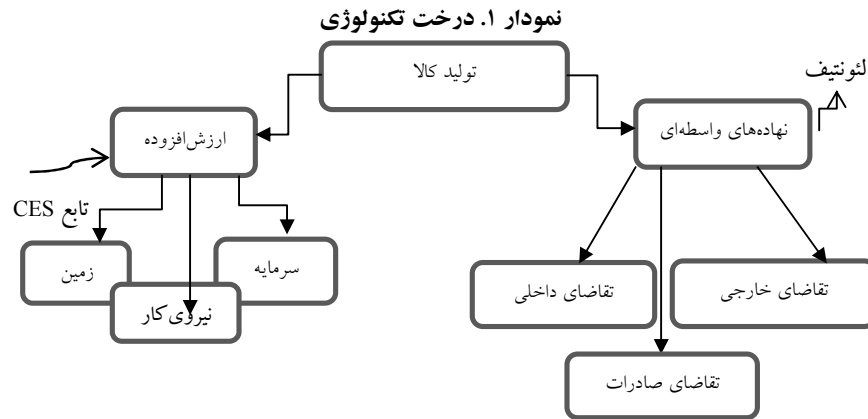 نمودار ۱. درخت تکنولوژی
تولید کالا
لئونتیف
نهاده‌های واسطه‌ای
ارزش‌افزوده
تابع CES
سرمایه
زمین
نیروی‌کار
تقاضای خارجی
تقاضای داخلی
تقاضای صادرات